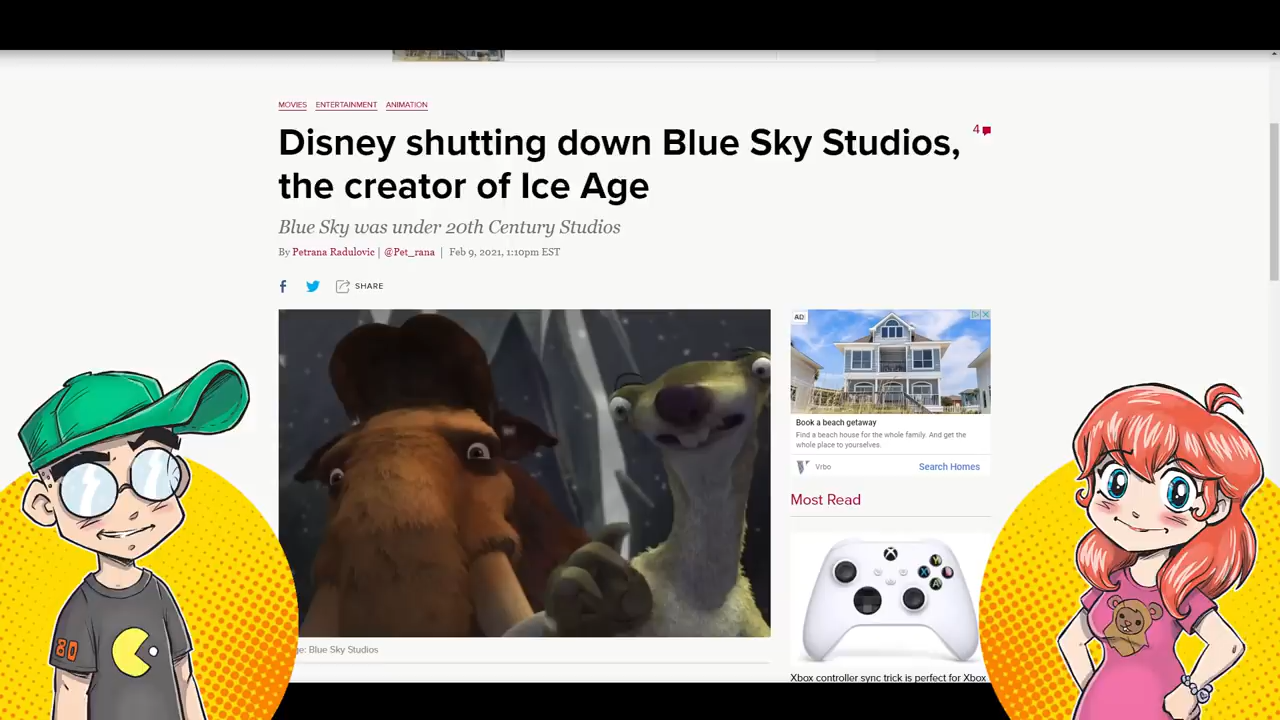 MOVIES ENTERTAINMENT ANIMATION
Disney shutting down Blue Sky Studios,
the creator of Ice Age
4
Blue Sky was under 20th Century Studios
By Petrana Radulovic | @Pet_rana | Feb 9, 2021, 1:10pm EST
SHARE
AD
Book a beach getaway
Find a beach house for the whole family. And get the
whole place to yourselves.
Vrbo
Search Homes
Most Read
X
Y
X
B
A
80
ge: Blue Sky Studios
Xbox controller sync trick is perfect for Xbox